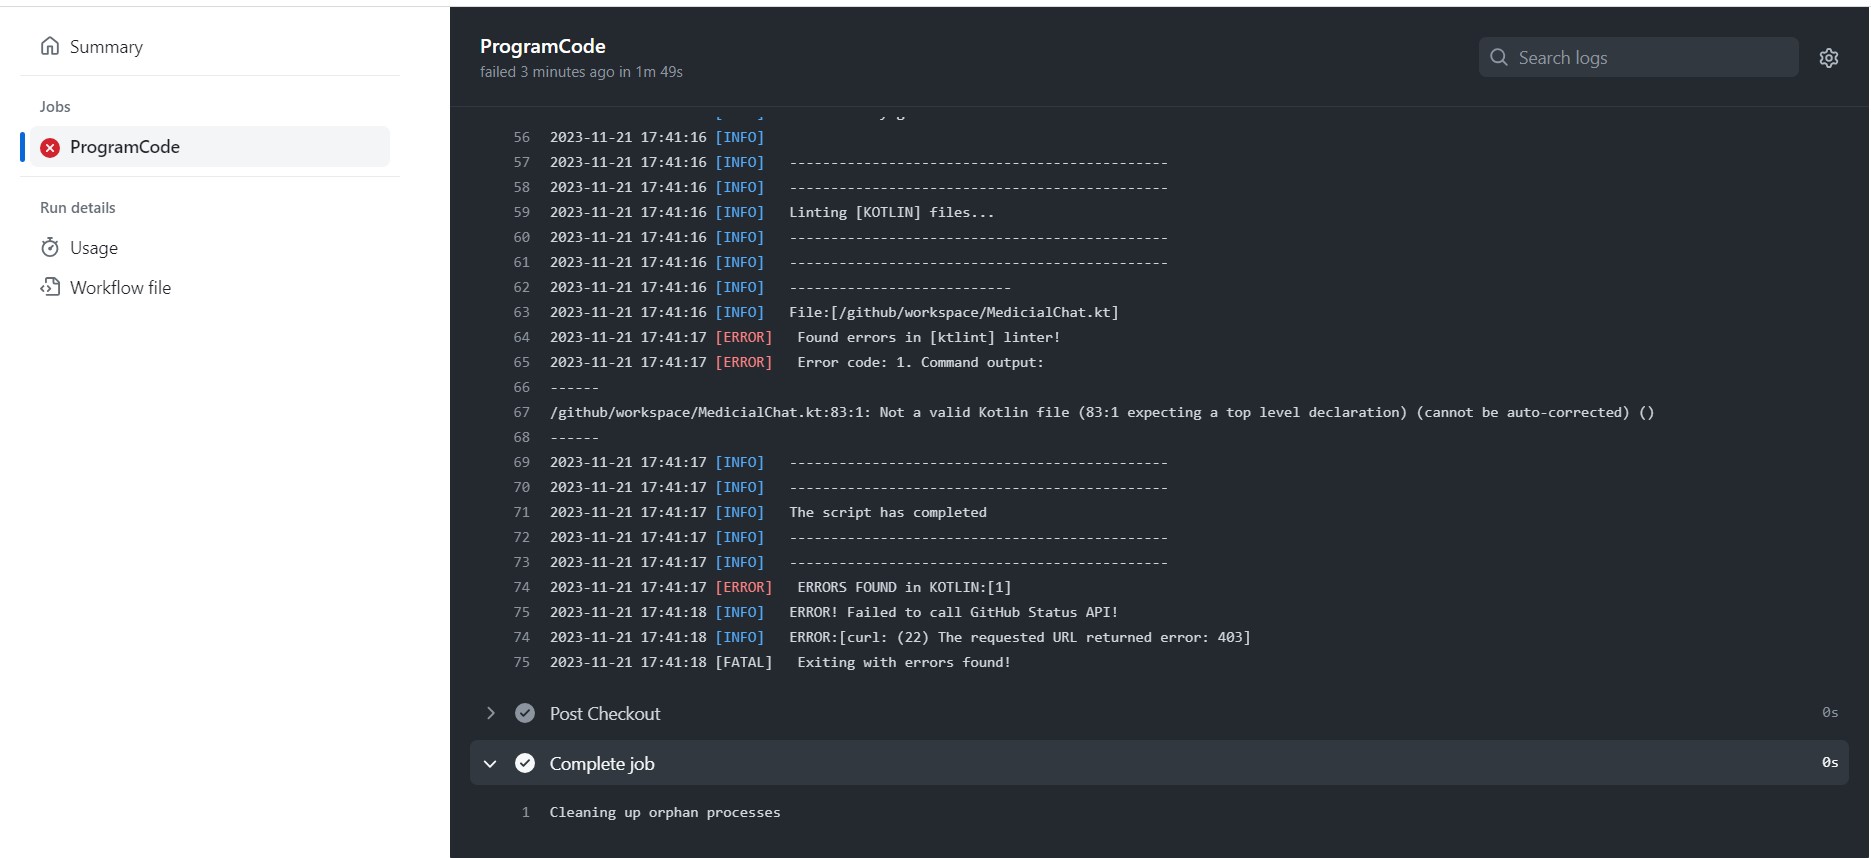 Summary
Jobs
ProgramCode
Run details
Usage
Workflow file
ProgramCode
failed 3 minutes ago in 1m 49s
Search logs
56 2023-11-21 17:41:16 [INFO]
57 2023-11-21 17:41:16 [INFO] ----------------------------------------------
58 2023-11-21 17:41:16 [INFO] ----------------------------------------------
59 2023-11-21 17:41:16 [INFO] Linting [KOTLIN] files...
60 2023-11-21 17:41:16 [INFO] ----------------------------------------------
61 2023-11-21 17:41:16 [INFO] ----------------------------------------------
62 2023-11-21 17:41:16 [INFO] ---------------------------
63 2023-11-21 17:41:16 [INFO] File:[/github/workspace/MedicialChat.kt]
64 2023-11-21 17:41:17 [ERROR] Found errors in [ktlint] linter!
65 2023-11-21 17:41:17 [ERROR] Error code: 1. Command output:
66 ------
67 /github/workspace/MedicialChat.kt:83:1: Not a valid Kotlin file (83:1 expecting a top level declaration) (cannot be auto-corrected) ()
68 ------
69 2023-11-21 17:41:17 [INFO] ----------------------------------------------
70 2023-11-21 17:41:17 [INFO] ----------------------------------------------
71 2023-11-21 17:41:17 [INFO] The script has completed
72 2023-11-21 17:41:17 [INFO] ----------------------------------------------
73 2023-11-21 17:41:17 [INFO] ----------------------------------------------
74 2023-11-21 17:41:17 [ERROR] ERRORS FOUND in KOTLIN:[1]
75 2023-11-21 17:41:18 [INFO] ERROR! Failed to call GitHub Status API!
74 2023-11-21 17:41:18 [INFO] ERROR:[curl: (22) The requested URL returned error: 403]
75 2023-11-21 17:41:18 [FATAL] Exiting with errors found!
Post Checkout 0s
Complete job 0s
1 Cleaning up orphan processes